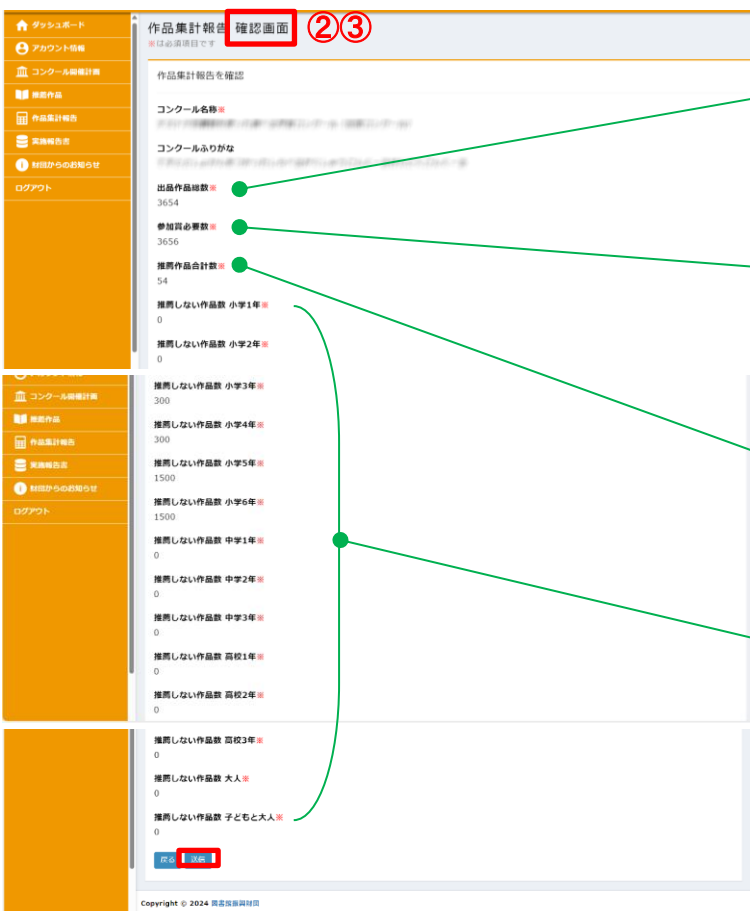 ダッシュボード
アカウント情報
コンクール開催計画
推薦作品
作品集計報告
実施報告書
財団からのお知らせ
ログアウト
作品集計報告 確認画面 ②③
※は必須項目です
作品集計報告を確認
コンクール名称※
コンクールふりがな
出品作品総数※
3654
参加賞必要数※
3656
推薦作品合計数※
54
推薦しない作品数 小学1年※
0
推薦しない作品数 小学2年※
0
コンクール開催計画
推薦作品
作品集計報告
実施報告書
財団からのお知らせ
ログアウト
推薦しない作品数 小学3年※
300
推薦しない作品数 小学4年※
300
推薦しない作品数 小学5年※
1500
推薦しない作品数 小学6年※
1500
推薦しない作品数 中学1年※
0
推薦しない作品数 中学2年※
0
推薦しない作品数 中学3年※
0
推薦しない作品数 高校1年※
0
推薦しない作品数 高校2年※
0
推薦しない作品数 高校3年※
0
推薦しない作品数 大人※
0
推薦しない作品数 子どもと大人※
0
戻る 送信
Copyright © 2024 図書館振興財団